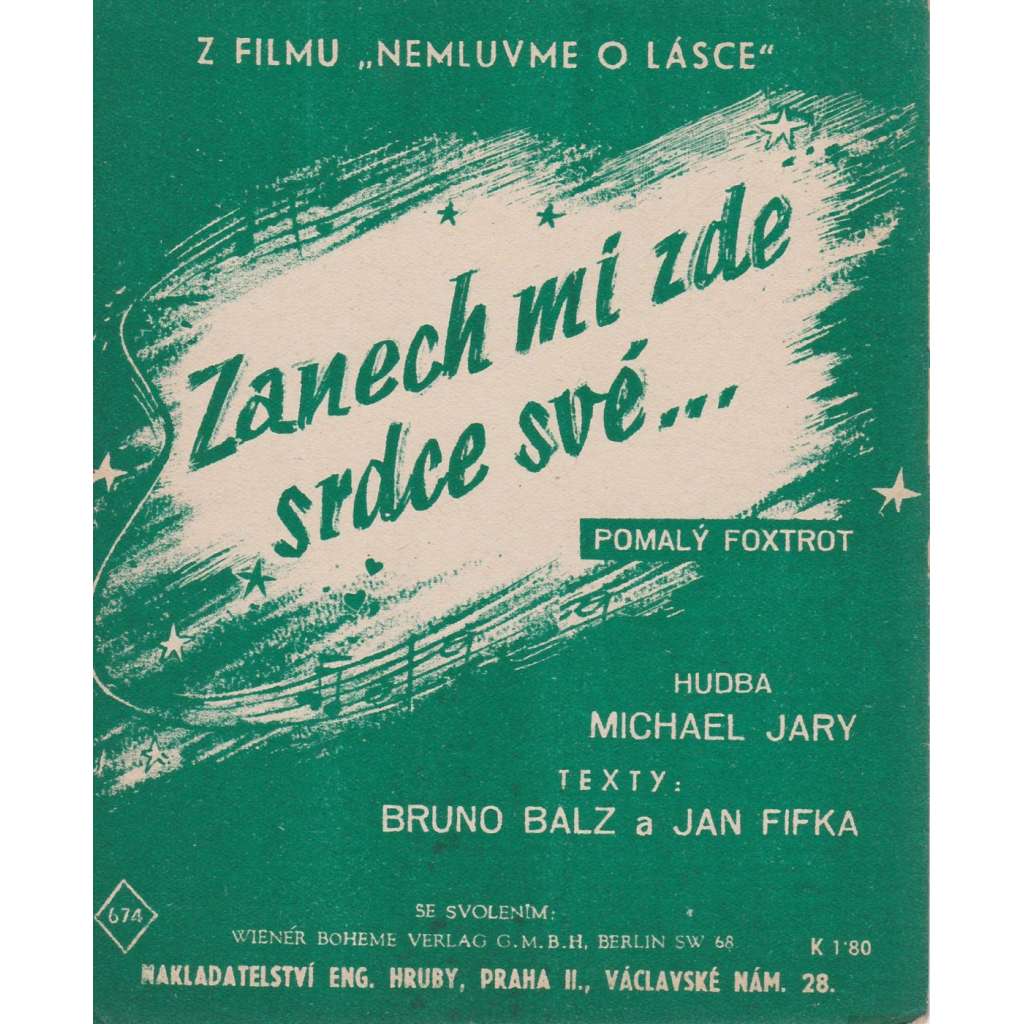 Z FILMU „NEMLUVME O LÁSCE“
Zanech mi zde
srdce své...
POMALÝ FOXTROT
HUDBA
MICHAEL JARY
TEXTY:
BRUNO BALZ a JAN FIFKA
674
SE SVOLENÍM:
WIENER BOHEME VERLAG G.M.B.H, BERLIN SW 68
K 1·80
NAKLADATELSTVÍ ENG. HRUBY, PRAHA II., VÁCLAVSKÉ NÁM. 28.